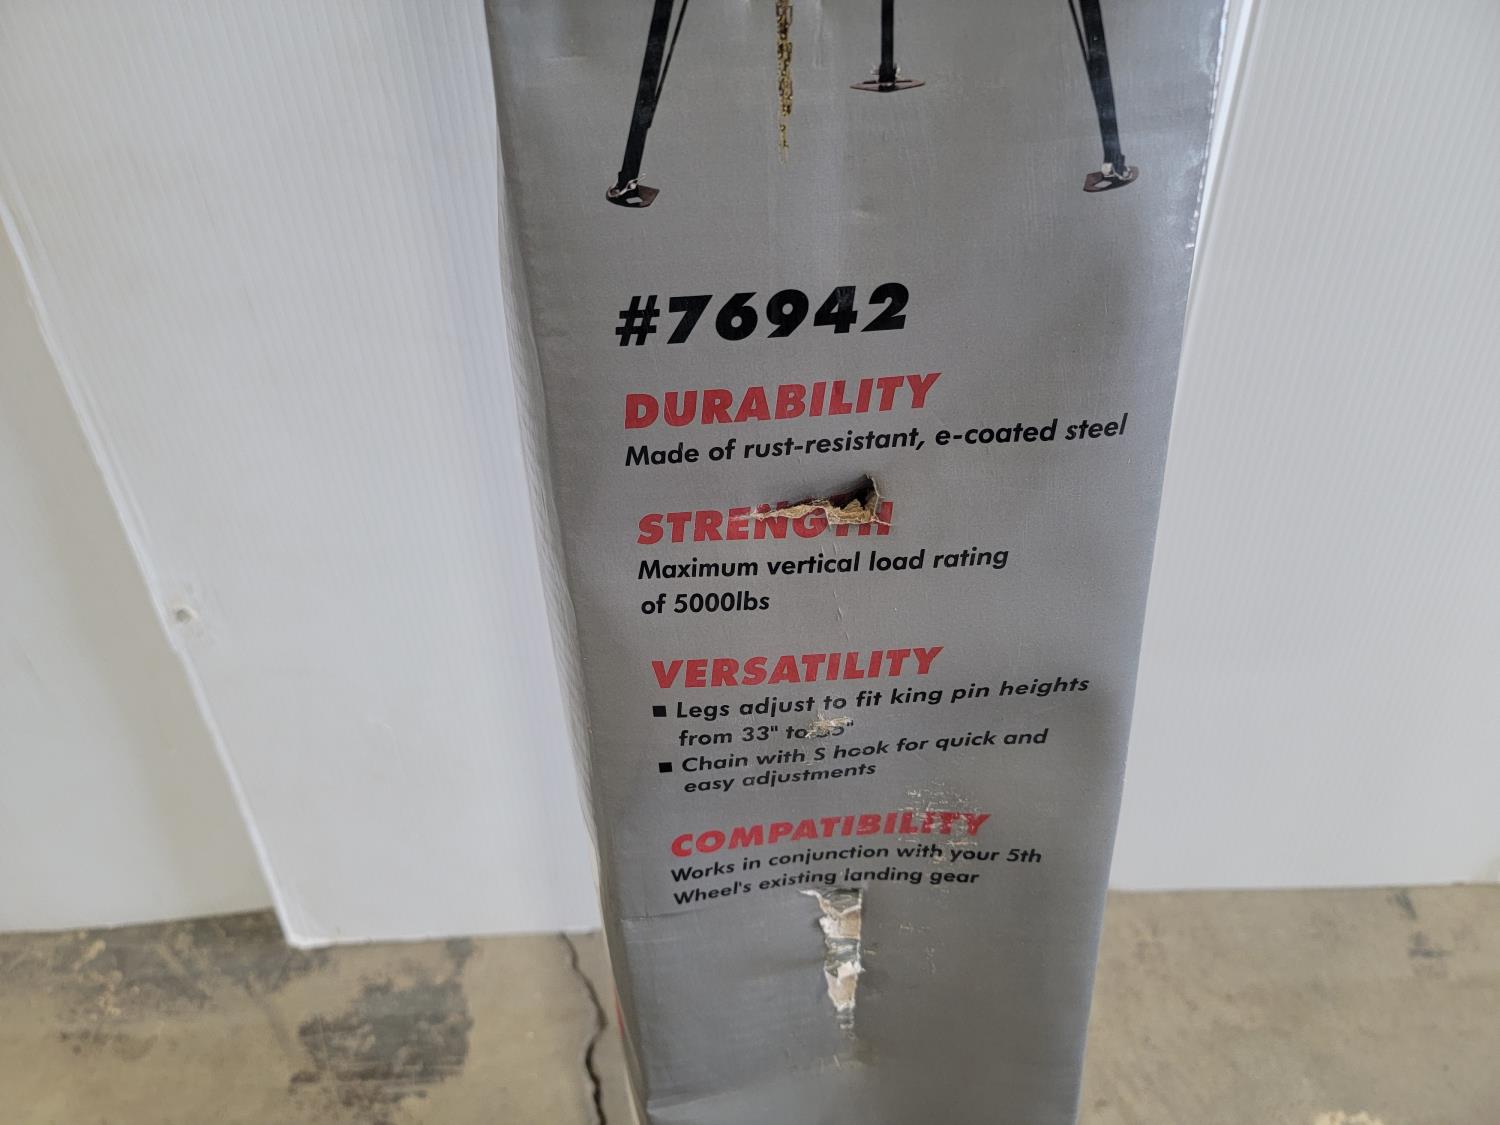 #76942
DURABILITY
Made of rust-resistant, e-coated steel
STRENGTH
Maximum vertical load rating
of 5000lbs
VERSATILITY
■ Legs adjust to fit king pin heights
from 33" to
■ Chain with S hook for quick and
easy adjustments
COMPATIBILITY
Works in conjunction with your 5th
Wheel's existing landing gear